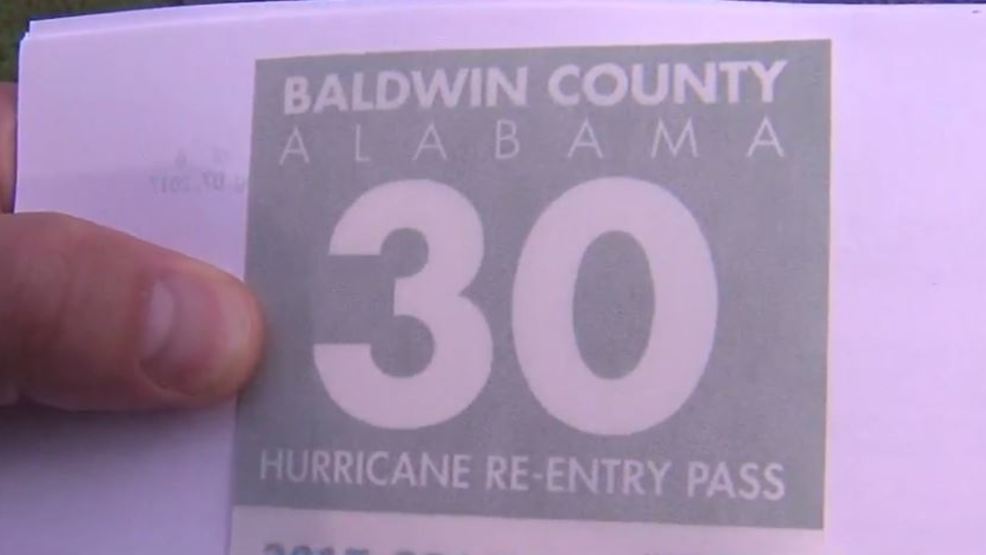 BALDWIN COUNTY
ALABAMA
30
HURRICANE RE-ENTRY PASS